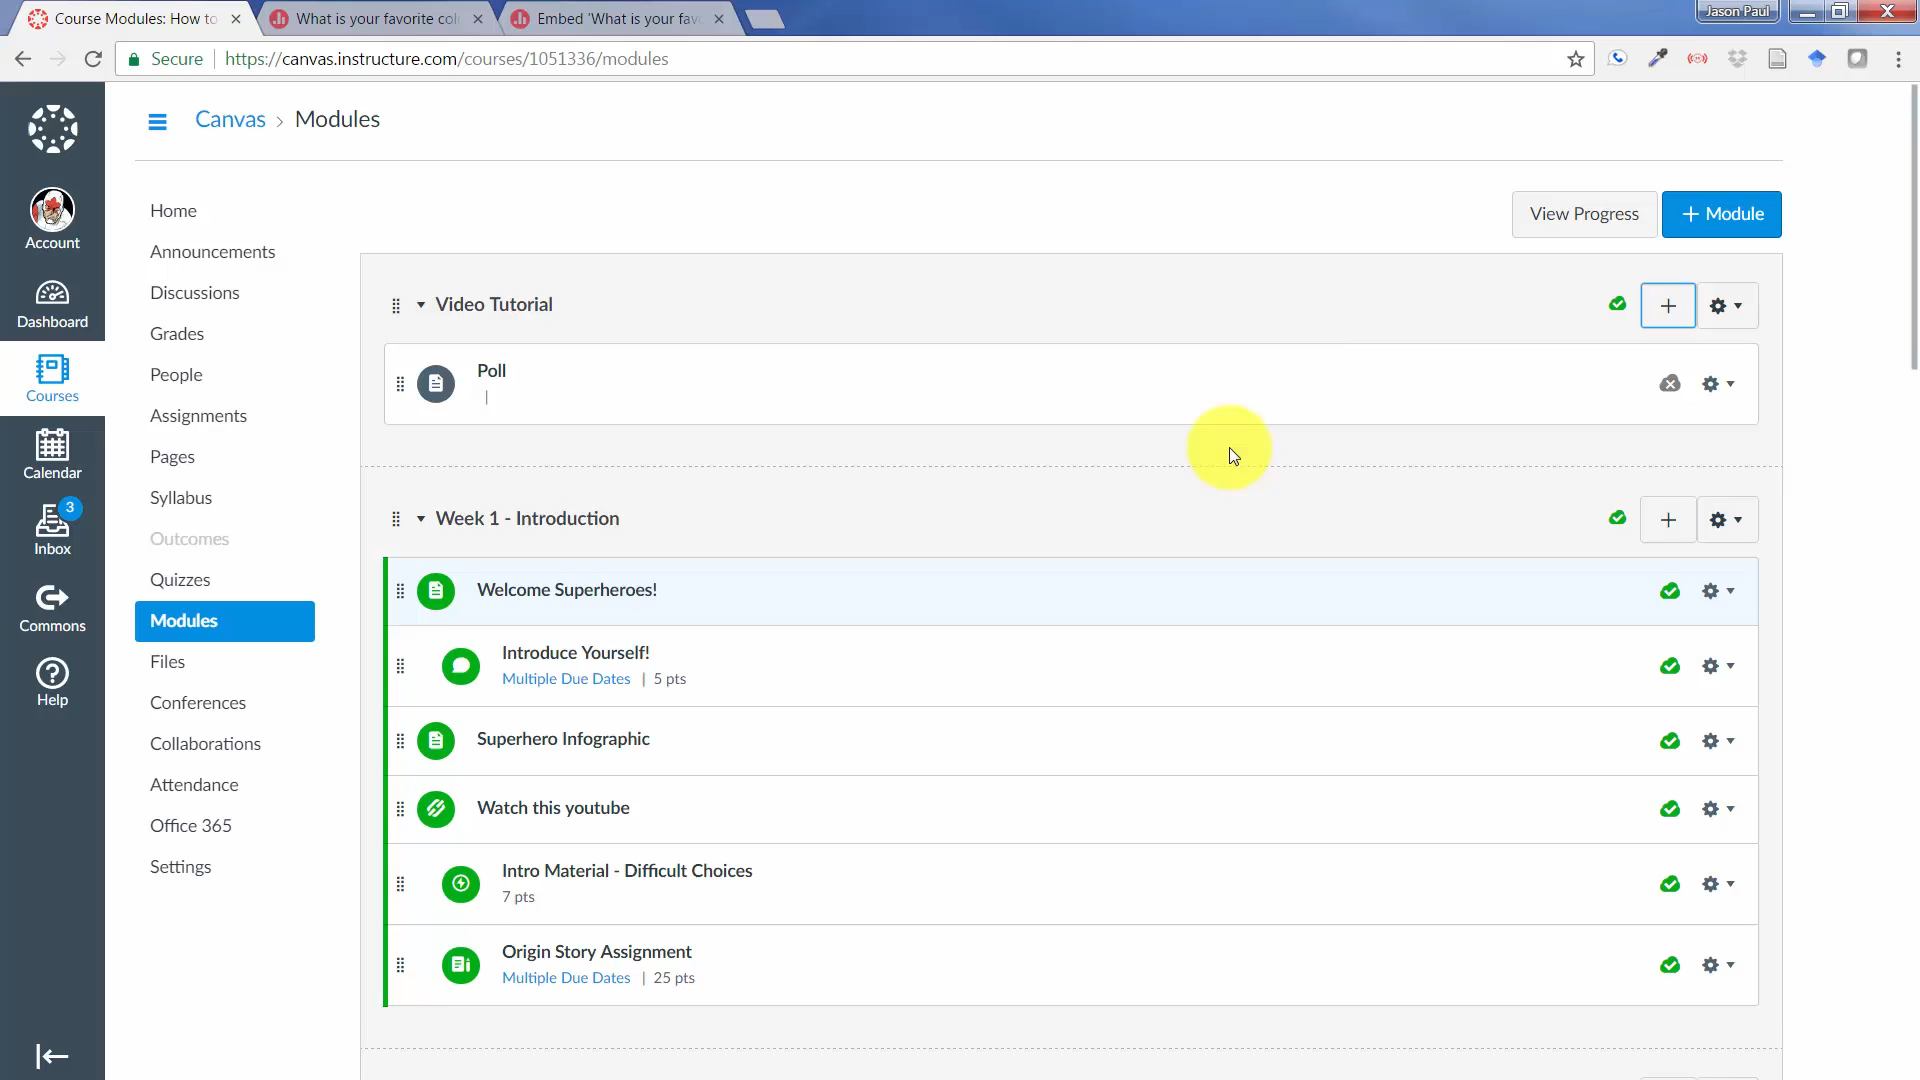 Course Modules: How to
What is your favorite col
Embed 'What is your fav
Jason Paul
Secure
https://canvas.instructure.com/courses/1051336/modules
Canvas › Modules
Account
Dashboard
Courses
Calendar
3
Inbox
Commons
Help
Home
Announcements
Discussions
Grades
People
Assignments
Pages
Syllabus
Outcomes
Quizzes
Modules
Files
Conferences
Collaborations
Attendance
Office 365
Settings
View Progress
+ Module
Video Tutorial
Poll
|
Week 1 - Introduction
Welcome Superheroes!
Introduce Yourself!
Multiple Due Dates | 5 pts
Superhero Infographic
Watch this youtube
Intro Material - Difficult Choices
7 pts
Origin Story Assignment
Multiple Due Dates | 25 pts